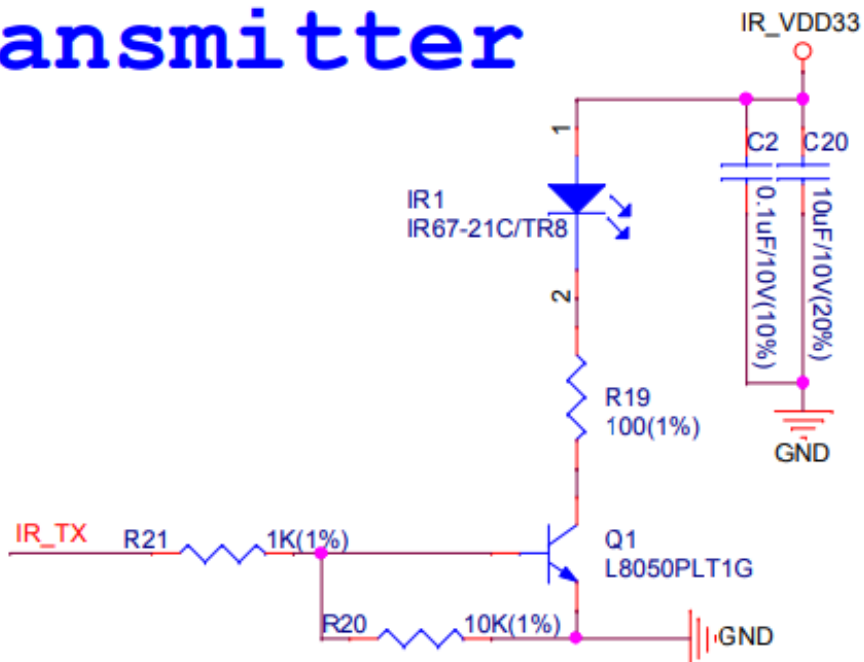 ansmitter
IR_VDD33
1
C2
C20
IR1
IR67-21C/TR8
0.1uF/10V(10%)
10uF/10V(20%)
2
R19
100(1%)
GND
IR_TX
R21
1K(1%)
Q1
L8050PLT1G
R20
10K(1%)
GND